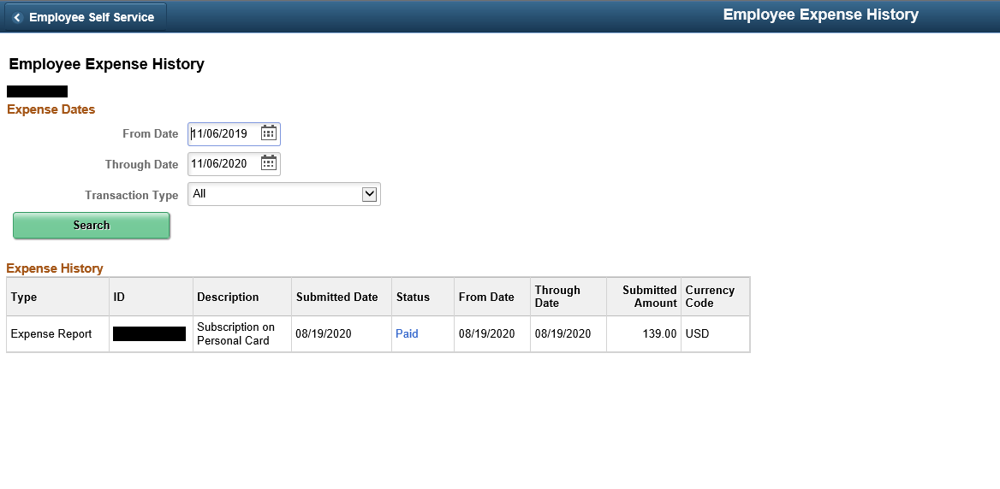 Employee Self Service
Employee Expense History
Employee Expense History
Expense Dates
From Date 11/06/2019
Through Date 11/06/2020
Transaction Type All
Search
Expense History
Type ID Description Submitted Date Status From Date Through Date Submitted Amount Currency Code
Expense Report Subscription on Personal Card 08/19/2020 Paid 08/19/2020 08/19/2020 139.00 USD